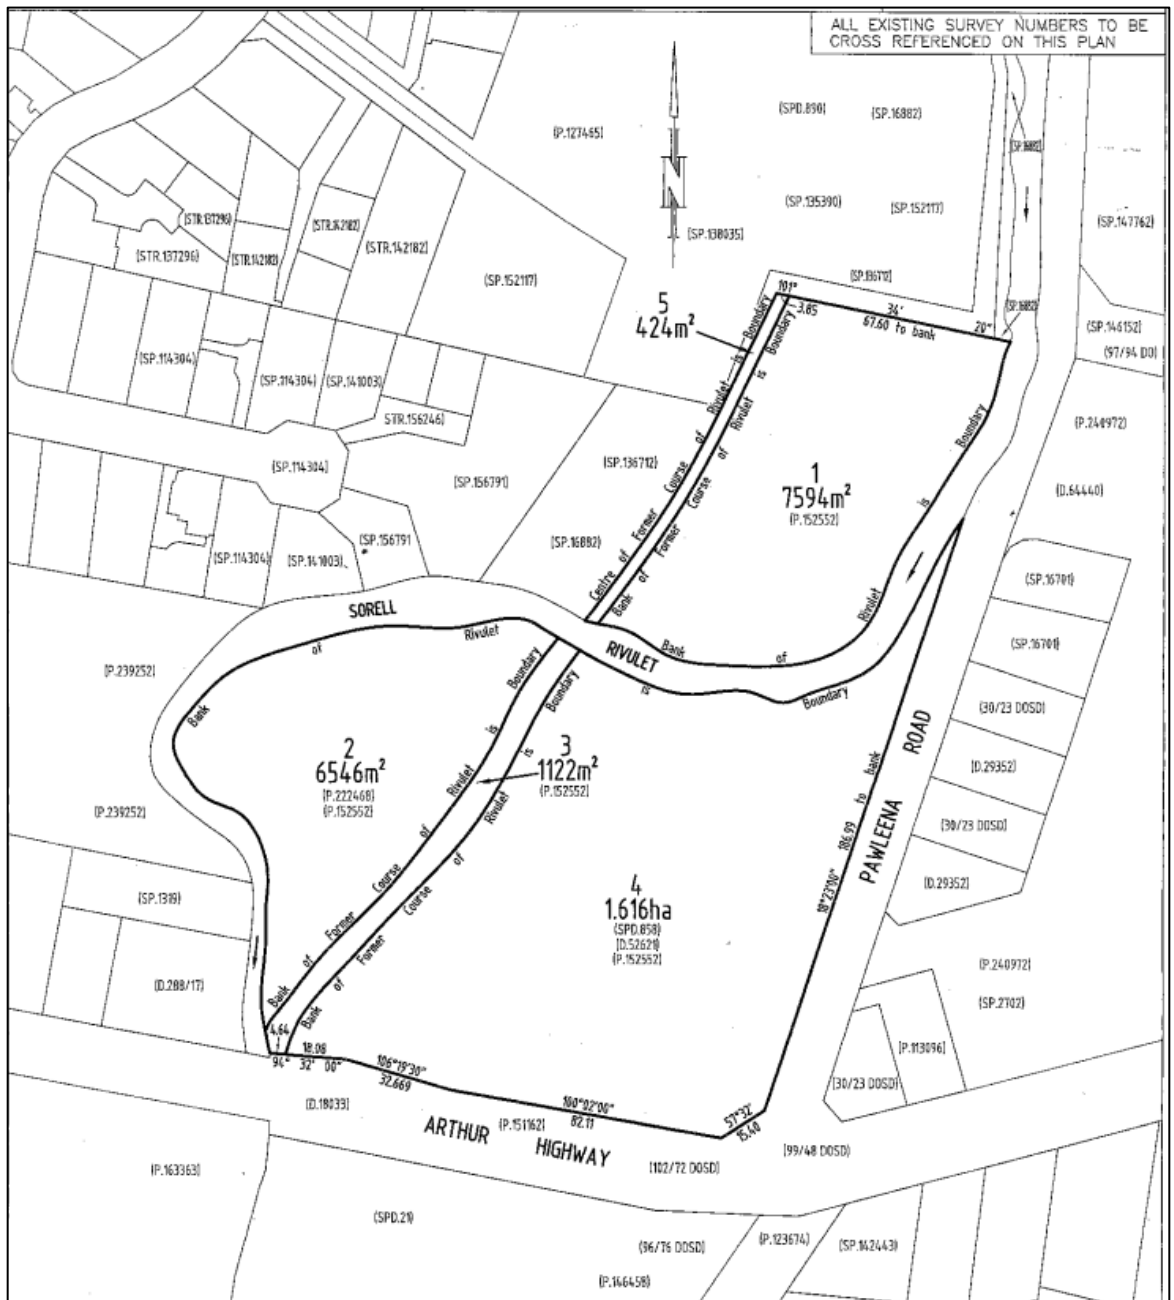 ALL EXISTING SURVEY NUMBERS TO BE
CROSS REFERENCED ON THIS PLAN
(SPD.890)
(SP.16882)
(P.127465)
(SP.16882)
(SP.135390)
(SP.152117)
(SP.147762)
(STR.137296)
(STR.142182)
(SP.138035)
(STR.137296)
(STR.142182)
(STR.142182)
(SP.152117)
(SP.136712)
5
424m²
101°
34'
20"
3.85
67.60 to bank
(SP.16882)
(SP.146152)
(97/94 DO)
(SP.114304)
(SP.114304)
(SP.141003)
STR.156246)
(P.240972)
(SP.114304)
(SP.136712)
(SP.156791)
1
7594m²
(P.152552)
(D.64440)
(SP.156791
(SP.16882)
(SP.114304)
(SP.141003)
(SP.16701)
Centre of Former Course of Rivulet is Boundary
Bank of Former Course of Rivulet is Boundary
(SP.16701)
SORELL
RIVULET
Bank of Rivulet is Boundary
Bank of Rivulet is Boundary
(P.239252)
(30/23 DOSD)
2
6546m²
(P.222468)
(P.152552)
3
1122m²
(P.152552)
(D.29352)
(P.239252)
(30/23 DOSD)
PAWLEENA ROAD
18°23'00"
186.99 to bank
(D.29352)
Bank of Former Course of Rivulet is Boundary
Bank of Former Course of Rivulet is Boundary
(SP.1319)
4
1.616ha
(SPD.858)
(D.52621)
(P.152552)
(D.288/17)
(P.240972)
(SP.2702)
4.64
18.08
94° 32' 00"
106°19'30"
32.669
(P.113096)
(30/23 DOSD)
(D.18033)
100°02'00"
82.11
57°32'
15.40
ARTHUR HIGHWAY
(P.151162)
(102/72 DOSD)
(99/48 DOSD)
(P.163363)
(SPD.21)
(P.123674)
(SP.142443)
(96/76 DOSD)
(P.146458)